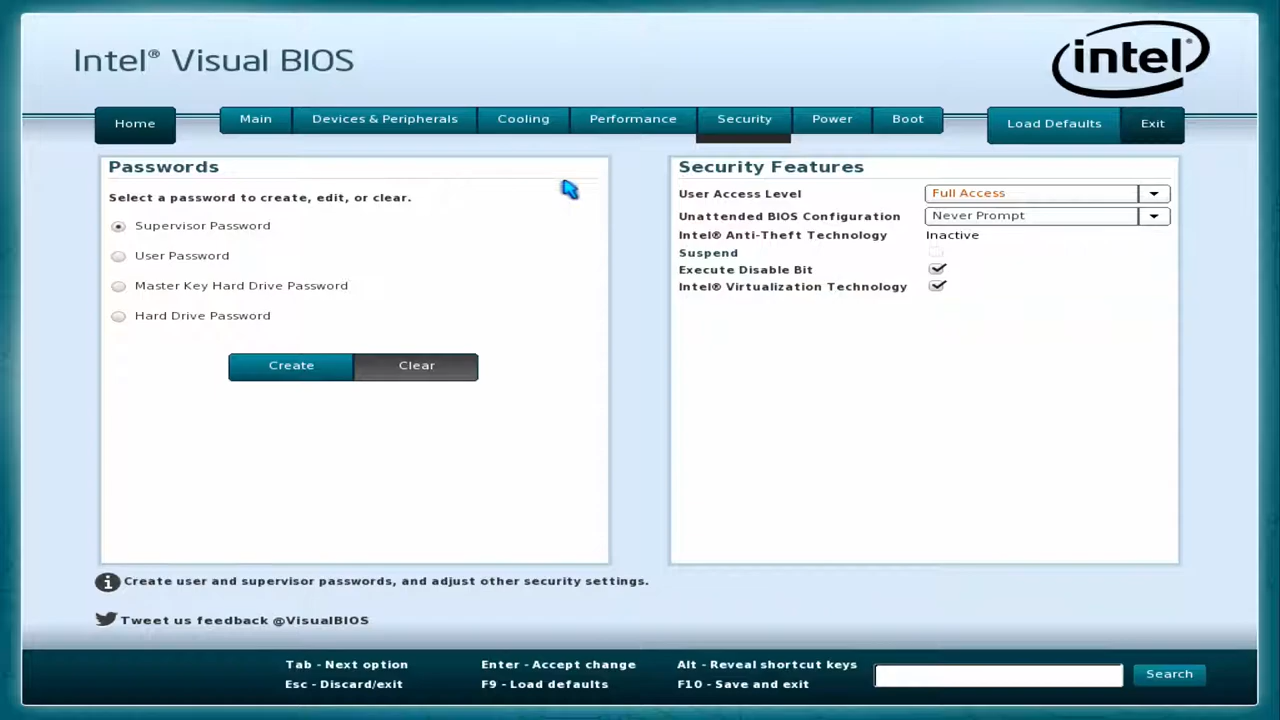 Intel® Visual BIOS
intel®
Home
Main
Devices & Peripherals
Cooling
Performance
Security
Power
Boot
Load Defaults
Exit
Passwords
Select a password to create, edit, or clear.
Supervisor Password
User Password
Master Key Hard Drive Password
Hard Drive Password
Create
Clear
Security Features
User Access Level Full Access
Unattended BIOS Configuration Never Prompt
Intel® Anti-Theft Technology Inactive
Suspend
Execute Disable Bit
Intel® Virtualization Technology
Create user and supervisor passwords, and adjust other security settings.
Tweet us feedback @VisualBIOS
Tab - Next option
Enter - Accept change
Alt - Reveal shortcut keys
Esc - Discard/exit
F9 - Load defaults
F10 - Save and exit
Search